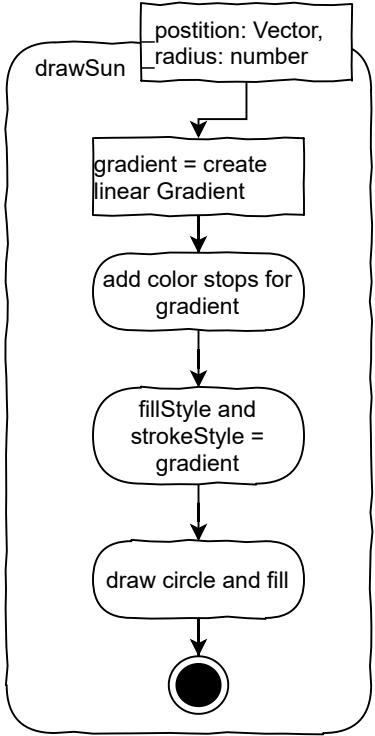 postition: Vector,
radius: number
drawSun
gradient = create
linear Gradient
add color stops for
gradient
fillStyle and
strokeStyle =
gradient
draw circle and fill